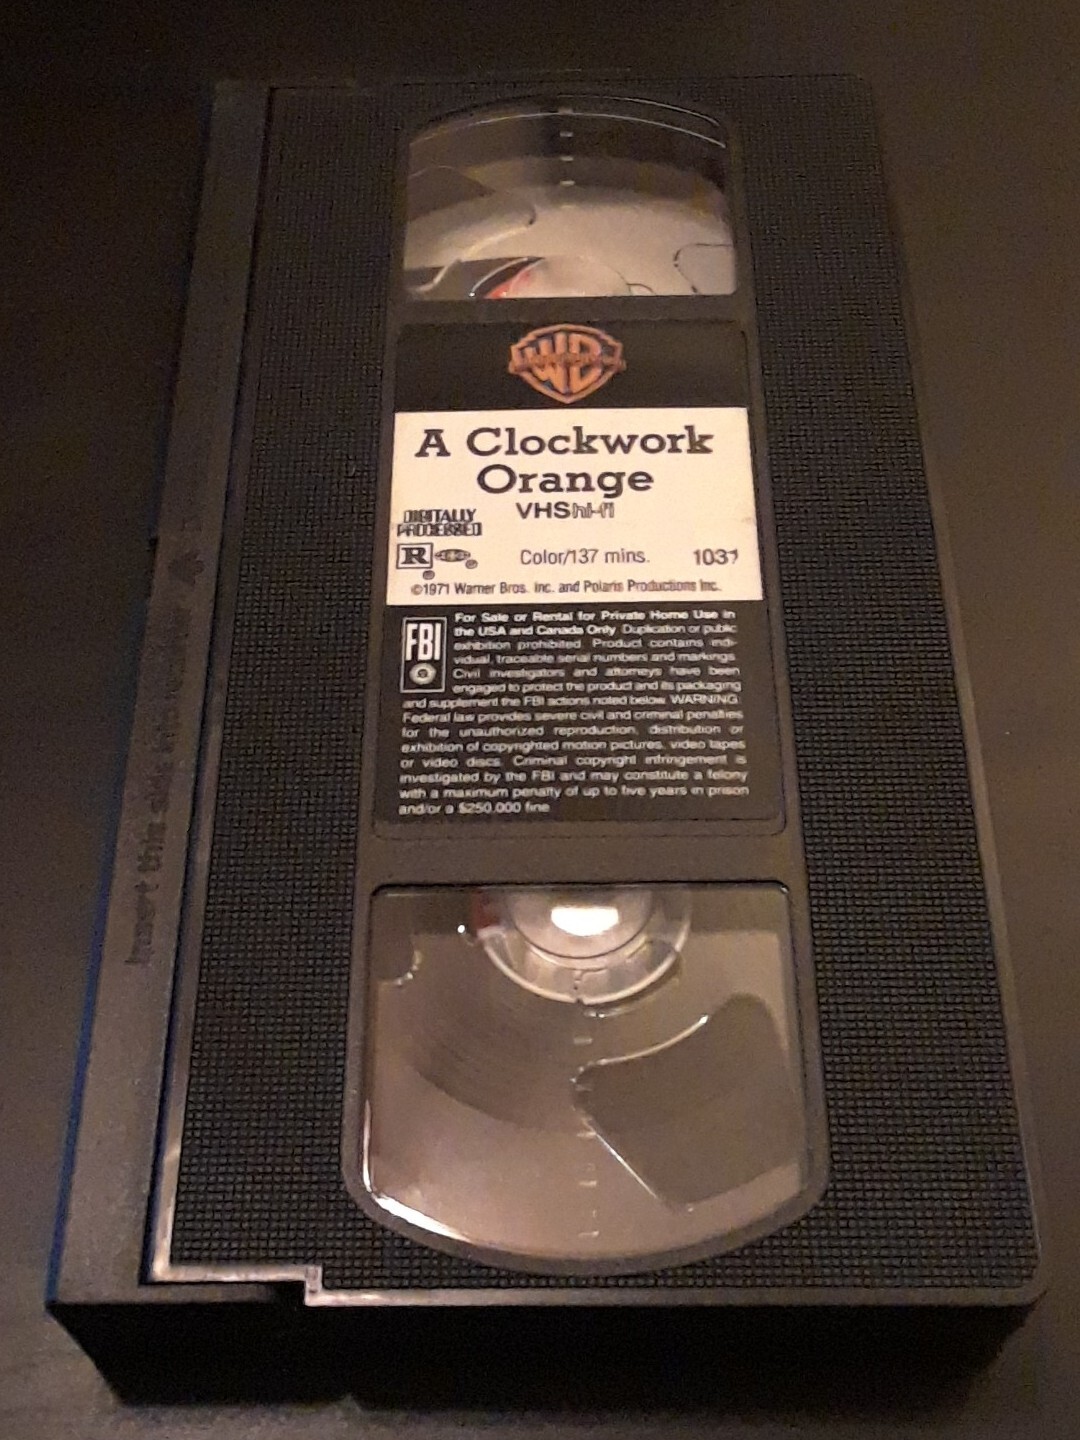 WB
A Clockwork
Orange
VHS hi-fi
DIGITALLY
PROCESSED
R
Color/137 mins.
©1971 Warner Bros. Inc. and Polaris Productions Inc.
FBI
For Sale or Rental for Private Home Use in
the USA and Canada Only. Duplication or public
exhibition prohibited. Product contains indi-
vidual, traceable serial numbers and markings.
Civil investigators and attorneys have been
engaged to protect the product and its packaging
and supplement the FBI actions noted below. WARNING:
Federal law provides severe civil and criminal penalties
for the unauthorized reproduction, distribution or
exhibition of copyrighted motion pictures, video tapes
or video discs. Criminal copyright infringement is
investigated by the FBI and may constitute a felony
with a maximum penalty of up to five years in prison
and/or a $250,000 fine.
Insert this side into recorder